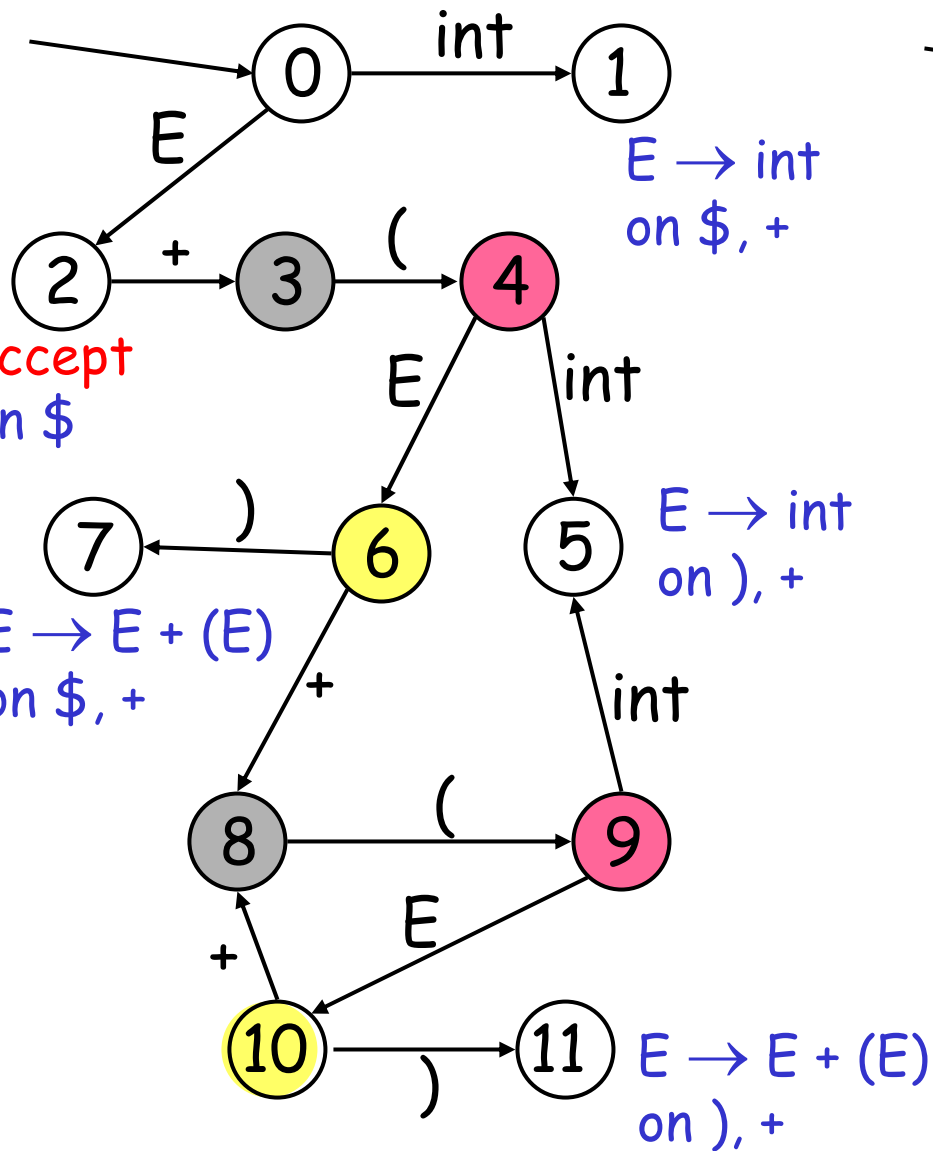 int
0
1
E
E → int
on $, +
+
(
2
3
4
ccept
n $
E
int
)
7
6
5
E → int
on ), +
E → E + (E)
on $, +
+
int
(
8
9
E
+
10
11
)
E → E + (E)
on ), +